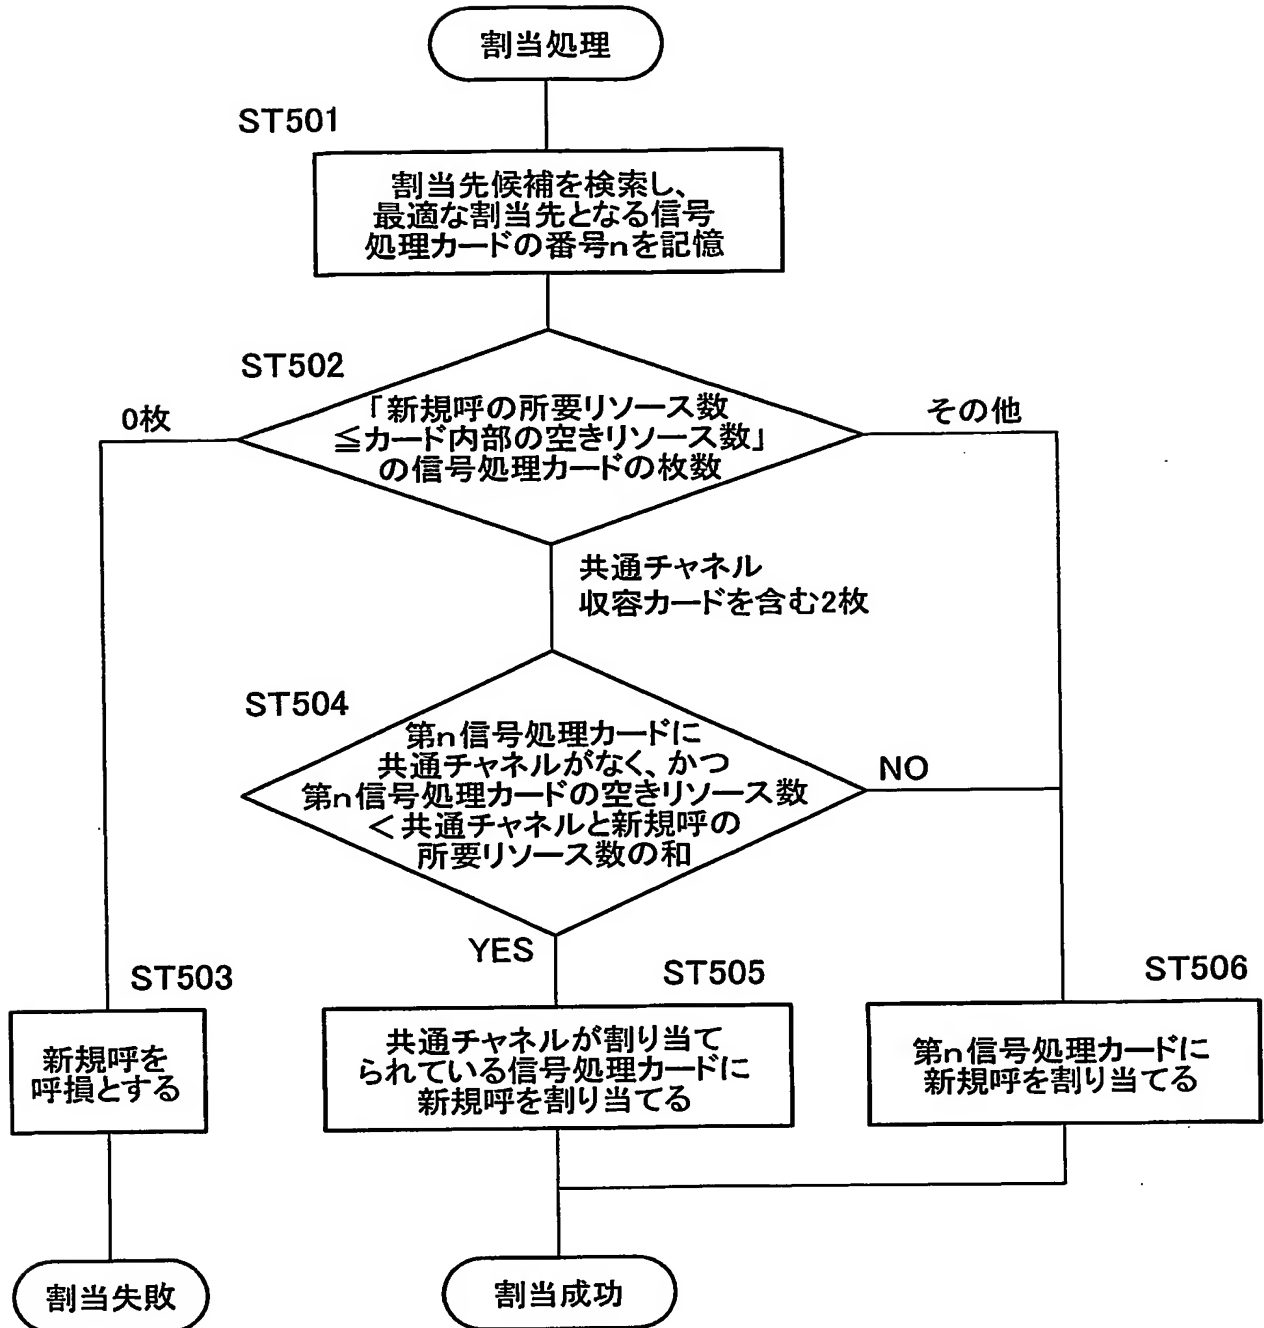 割当処理
ST501
割当先候補を検索し、
最適な割当先となる信号
処理カードの番号nを記憶
ST502
「新規呼の所要リソース数
≦カード内部の空きリソース数」
の信号処理カードの枚数
0枚
その他
共通チャネル
収容カードを含む2枚
ST504
第n信号処理カードに
共通チャネルがなく、かつ
第n信号処理カードの空きリソース数
<共通チャネルと新規呼の
所要リソース数の和
NO
YES
ST503
新規呼を
呼損とする
ST505
共通チャネルが割り当て
られている信号処理カードに
新規呼を割り当てる
ST506
第n信号処理カードに
新規呼を割り当てる
割当失敗
割当成功